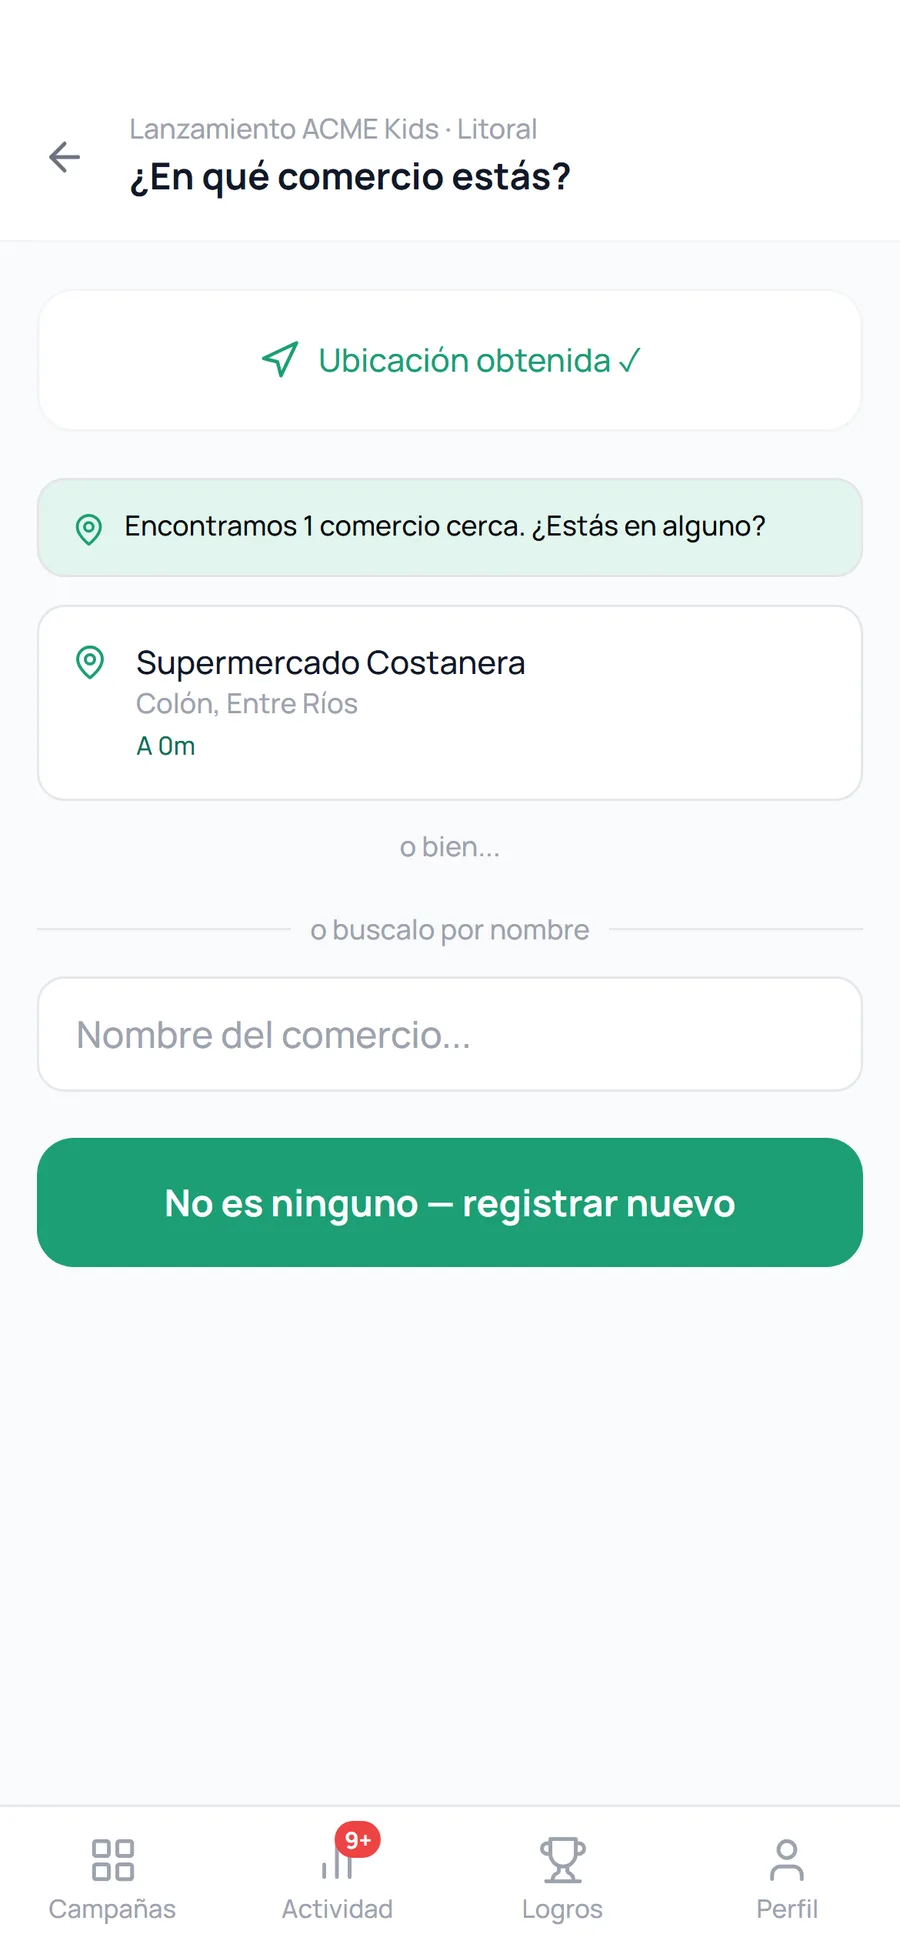 Lanzamiento ACME Kids · Litoral
¿En qué comercio estás?
Ubicación obtenida ✓
Encontramos 1 comercio cerca. ¿Estás en alguno?
Supermercado Costanera
Colón, Entre Ríos
A 0m
o bien...
o buscalo por nombre
Nombre del comercio...
No es ninguno — registrar nuevo
9+
Campañas
Actividad
Logros
Perfil